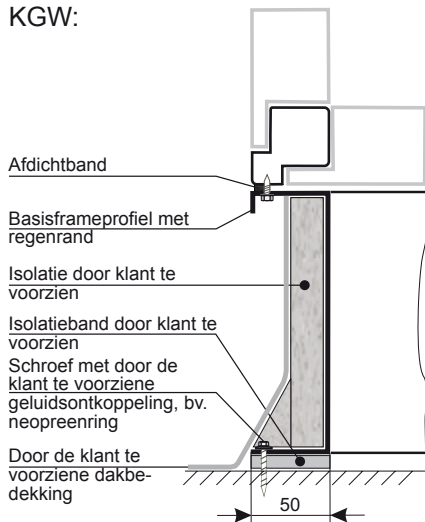 KGW:
Afdichtband
Basisframeprofiel met
regenrand
Isolatie door klant te
voorzien
Isolatieband door klant te
voorzien
Schroef met door de
klant te voorziene
geluidsontkoppeling, bv.
neopreenring
Door de klant te
voorziene dakbe-
dekking
50